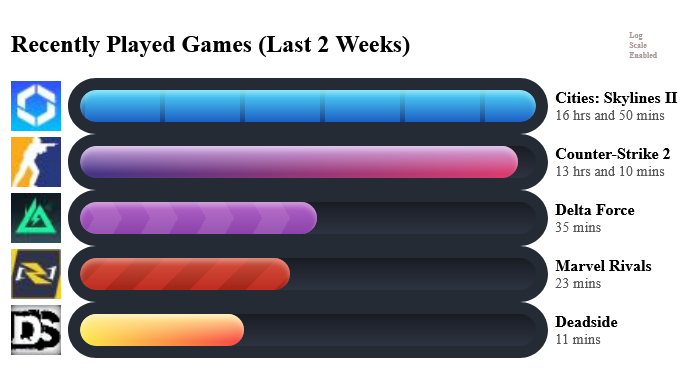 Recently Played Games (Last 2 Weeks)
Log
Scale
Enabled
Cities: Skylines II
16 hrs and 50 mins
Counter-Strike 2
13 hrs and 10 mins
Delta Force
35 mins
Marvel Rivals
23 mins
DS
Deadside
11 mins